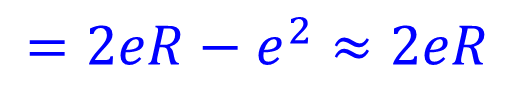 = 2eR − e² ≈ 2eR